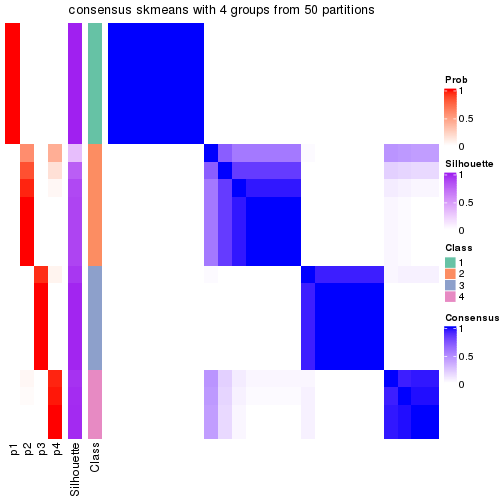 consensus skmeans with 4 groups from 50 partitions
Prob
1
0.5
0
Silhouette
1
0.5
0
Class
1
2
3
4
Consensus
1
0.5
0
p1
p2
p3
p4
Silhouette
Class